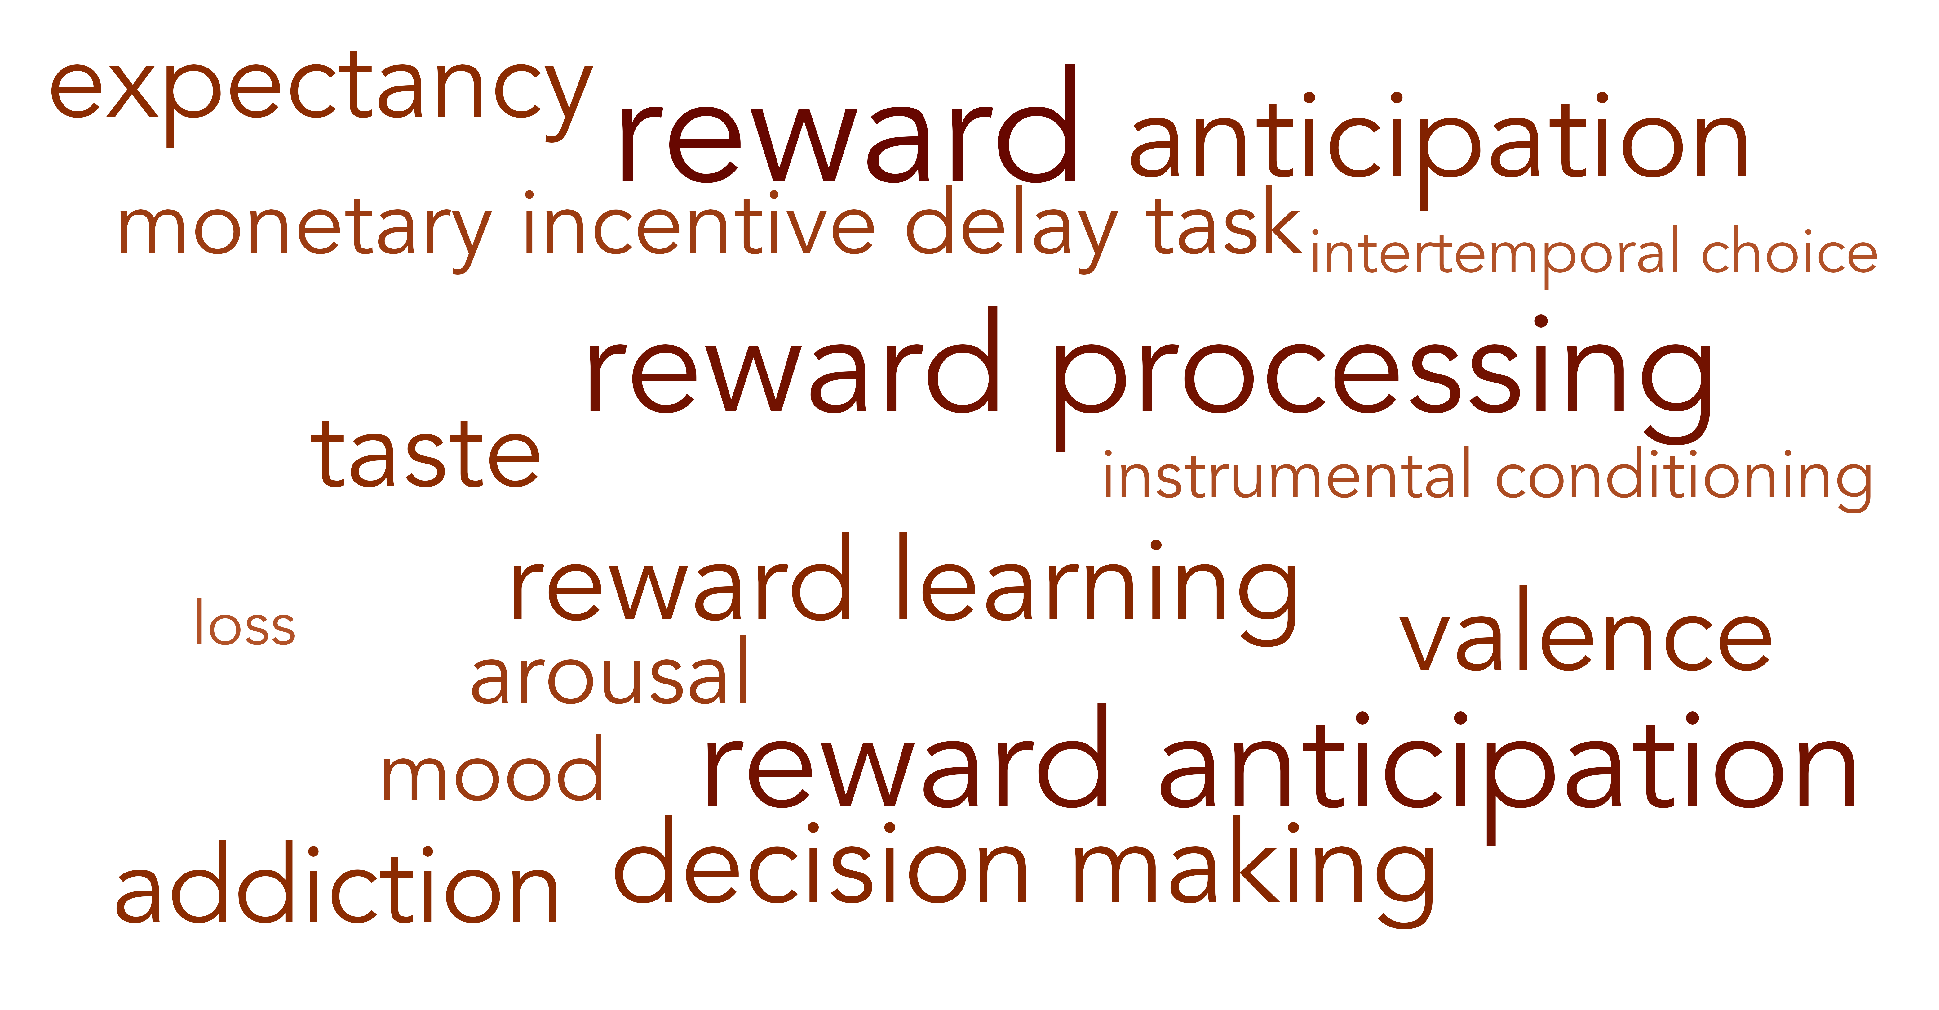 expectancy
reward
anticipation
monetary incentive delay task
intertemporal choice
reward processing
taste
instrumental conditioning
reward learning
loss
valence
arousal
reward anticipation
mood
decision making
addiction